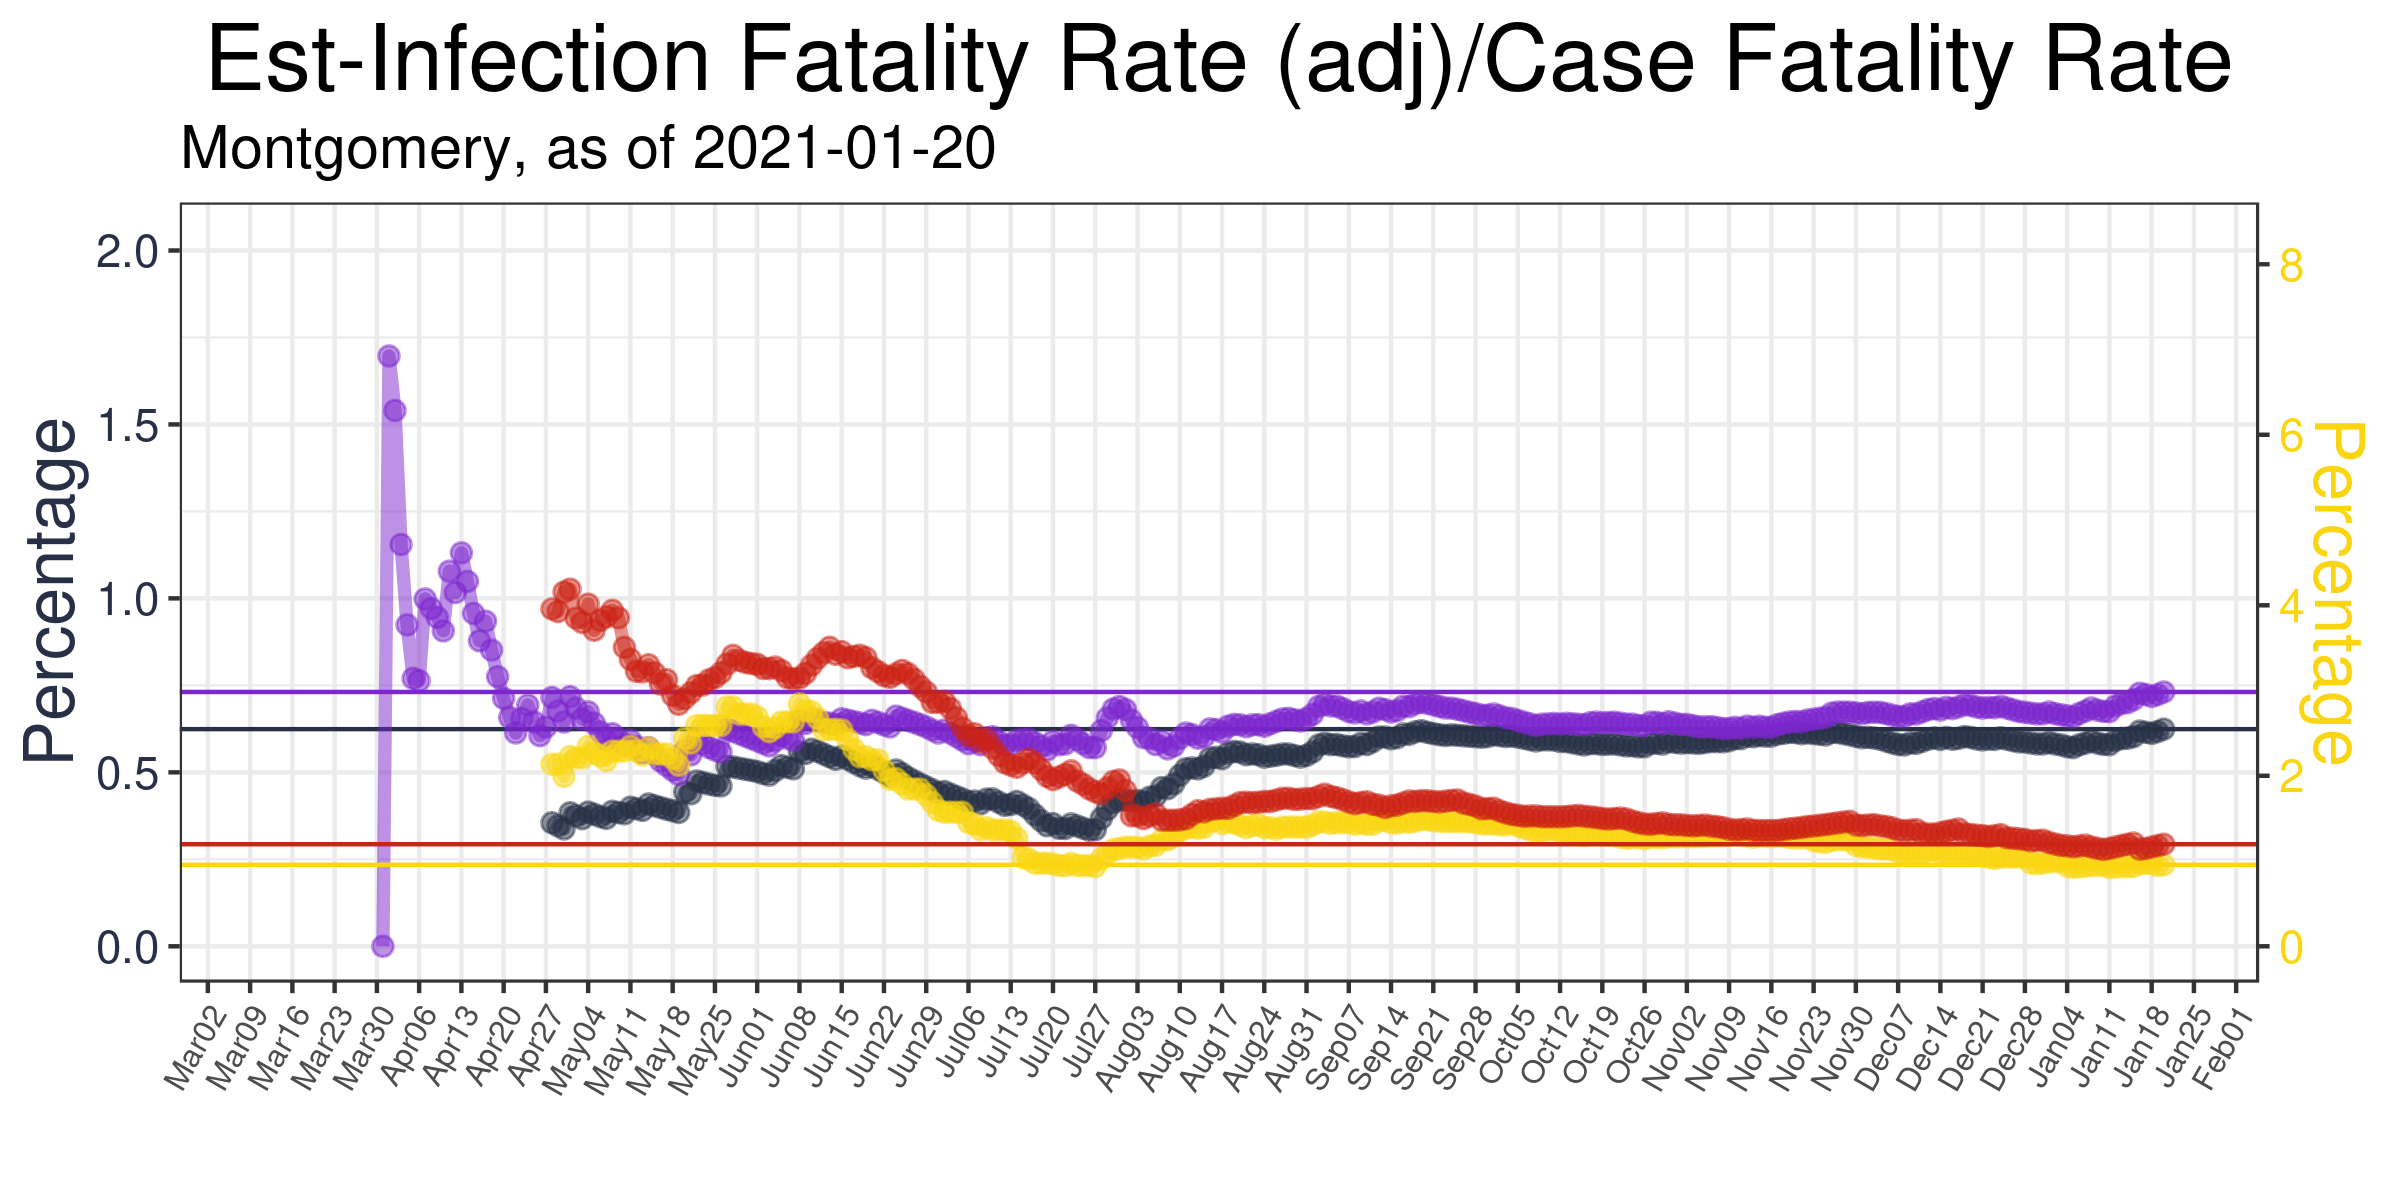 Est-Infection Fatality Rate (adj)/Case Fatality Rate
Montgomery, as of 2021-01-20
Percentage
2.0
1.5
1.0
0.5
0.0
8
6
4
2
0
Percentage
Mar02 Mar09 Mar16 Mar23 Mar30 Apr06 Apr13 Apr20 Apr27 May04 May11 May18 May25 Jun01 Jun08 Jun15 Jun22 Jun29 Jul06 Jul13 Jul20 Jul27 Aug03 Aug10 Aug17 Aug24 Aug31 Sep07 Sep14 Sep21 Sep28 Oct05 Oct12 Oct19 Oct26 Nov02 Nov09 Nov16 Nov23 Nov30 Dec07 Dec14 Dec21 Dec28 Jan04 Jan11 Jan18 Jan25 Feb01